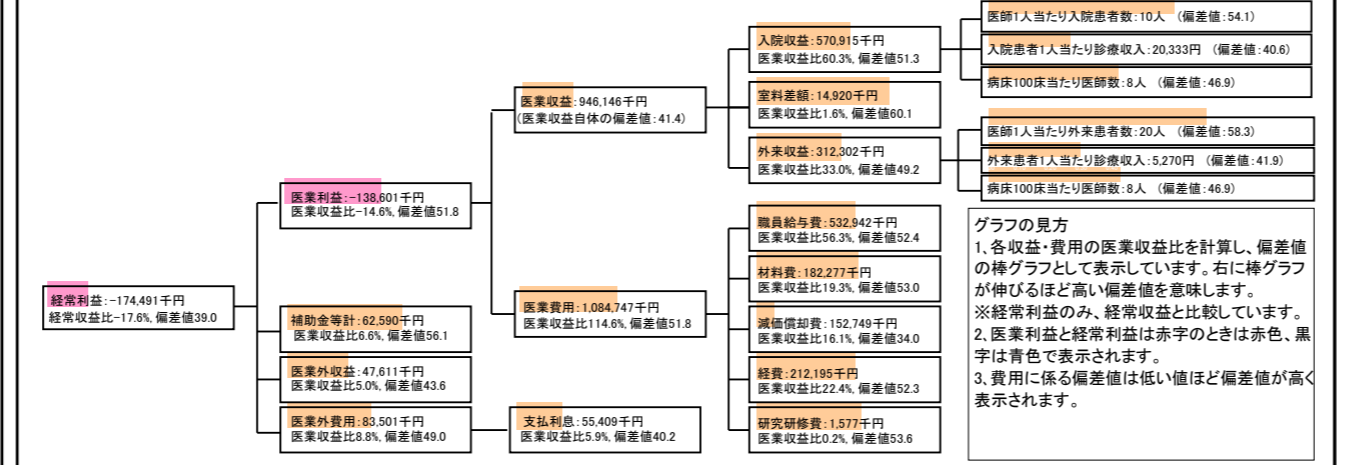 経常利益：-174,491千円
経常収益比-17.6%, 偏差値39.0
医業利益：-138,601千円
医業収益比-14.6%, 偏差値51.8
補助金等計：62,590千円
医業収益比6.6%, 偏差値56.1
医業外収益：47,611千円
医業収益比5.0%, 偏差値43.6
医業外費用：83,501千円
医業収益比8.8%, 偏差値49.0
医業収益：946,146千円
（医業収益自体の偏差値：41.4）
医業費用：1,084,747千円
医業収益比114.6%, 偏差値51.8
支払利息：55,409千円
医業収益比5.9%, 偏差値40.2
入院収益：570,915千円
医業収益比60.3%, 偏差値51.3
室料差額：14,920千円
医業収益比1.6%, 偏差値60.1
外来収益：312,302千円
医業収益比33.0%, 偏差値49.2
職員給与費：532,942千円
医業収益比56.3%, 偏差値52.4
材料費：182,277千円
医業収益比19.3%, 偏差値53.0
減価償却費：152,749千円
医業収益比16.1%, 偏差値34.0
経費：212,195千円
医業収益比22.4%, 偏差値52.3
研究研修費：1,577千円
医業収益比0.2%, 偏差値53.6
医師1人当たり入院患者数：10人　（偏差値：54.1）
入院患者1人当たり診療収入：20,333円　（偏差値：40.6）
病床100床当たり医師数：8人　（偏差値：46.9）
医師1人当たり外来患者数：20人　（偏差値：58.3）
外来患者1人当たり診療収入：5,270円　（偏差値：41.9）
病床100床当たり医師数：8人　（偏差値：46.9）
グラフの見方
1、各収益・費用の医業収益比を計算し、偏差値
の棒グラフとして表示しています。右に棒グラフ
が伸びるほど高い偏差値を意味します。
※経常利益のみ、経常収益と比較しています。
2、医業利益と経常利益は赤字のときは赤色、黒
字は青色で表示されます。
3、費用に係る偏差値は低い値ほど偏差値が高く
表示されます。